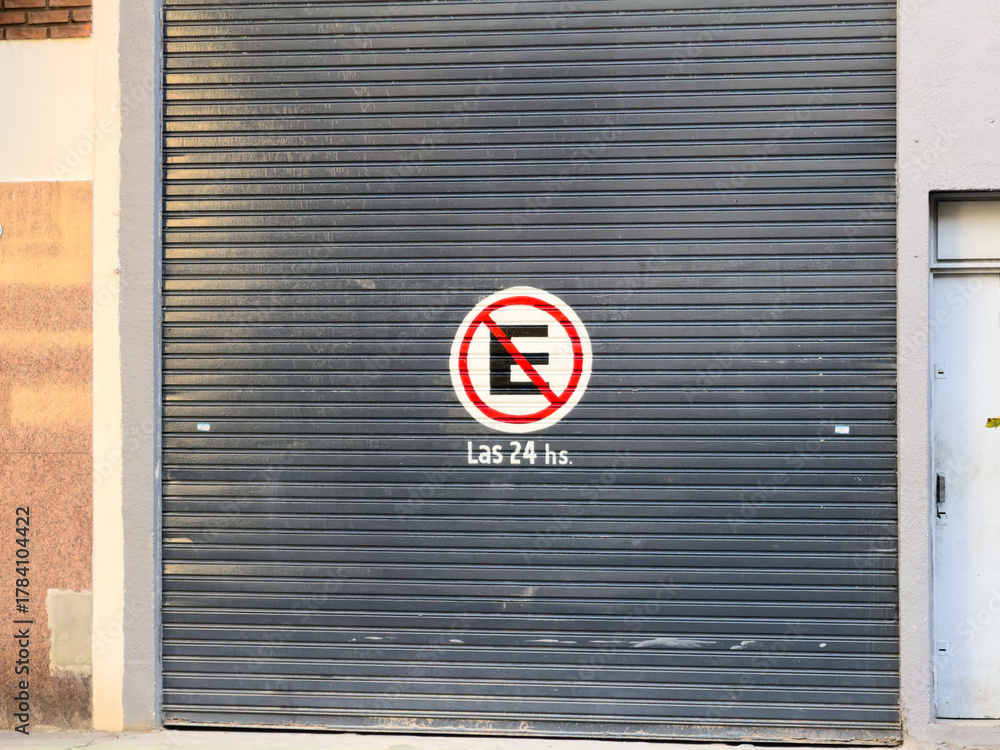 E
Las 24 hs.
Adobe Stock | #1784104422